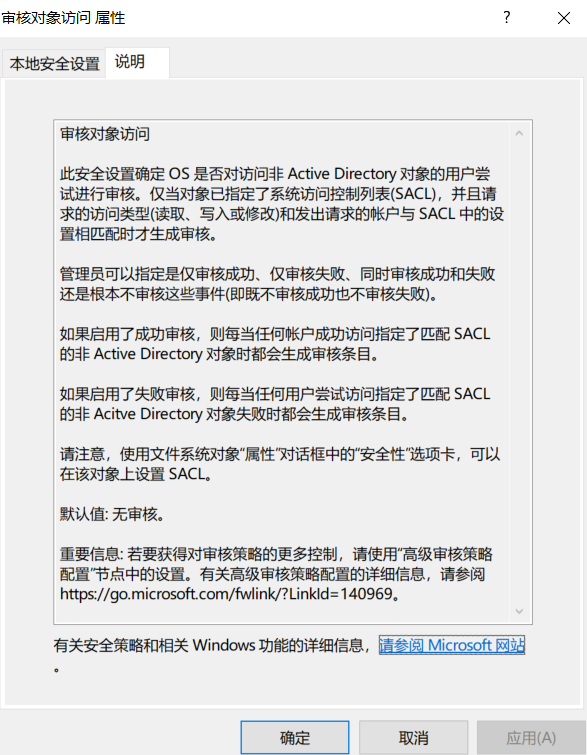 审核对象访问 属性
?
本地安全设置
说明
审核对象访问
此安全设置确定 OS 是否对访问非 Active Directory 对象的用户尝
试进行审核。仅当对象已指定了系统访问控制列表(SACL)，并且请
求的访问类型(读取、写入或修改)和发出请求的帐户与 SACL 中的设
置相匹配时才生成审核。
管理员可以指定是仅审核成功、仅审核失败、同时审核成功和失败
还是根本不审核这些事件(即既不审核成功也不审核失败)。
如果启用了成功审核，则每当任何帐户成功访问指定了匹配 SACL
的非 Active Directory 对象时都会生成审核条目。
如果启用了失败审核，则每当任何用户尝试访问指定了匹配 SACL
的非 Acitve Directory 对象失败时都会生成审核条目。
请注意，使用文件系统对象“属性”对话框中的“安全性”选项卡，可以
在该对象上设置 SACL。
默认值: 无审核。
重要信息: 若要获得对审核策略的更多控制，请使用“高级审核策略
配置”节点中的设置。有关高级审核策略配置的详细信息，请参阅
https://go.microsoft.com/fwlink/?LinkId=140969。
有关安全策略和相关 Windows 功能的详细信息，请参阅 Microsoft 网站
。
确定
取消
应用(A)